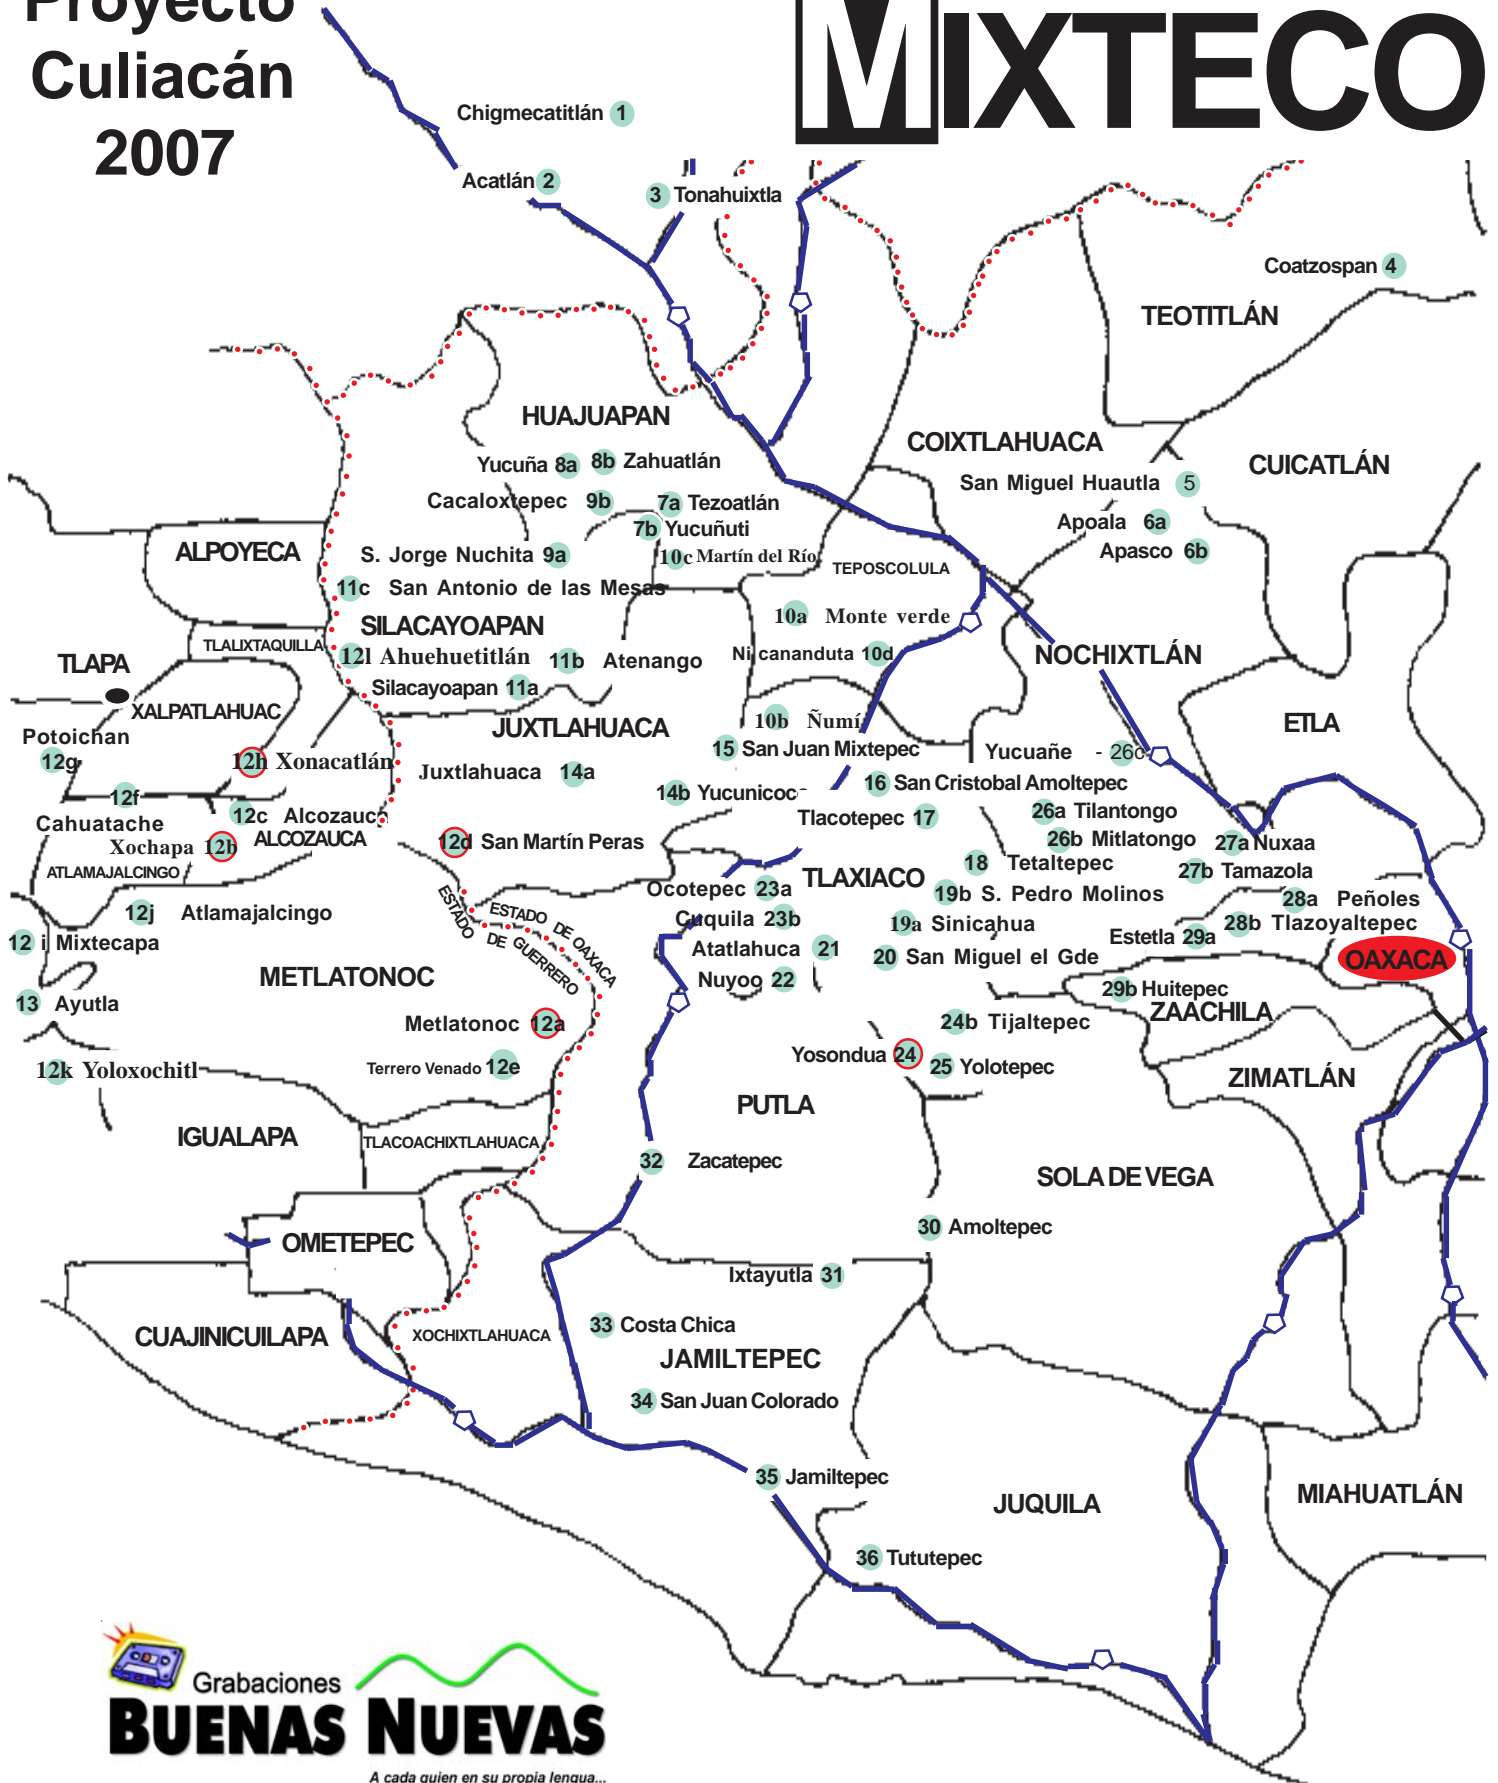 Proyecto
Culiacán
2007
MIXTECO
Chigmecatitlán 1
Acatlán 2
3 Tonahuixtla
Coatzospan 4
TEOTITLÁN
HUAJUAPAN
COIXTLAHUACA
CUICATLÁN
Yucuña 8a
8b Zahuatlán
San Miguel Huautla 5
Cacaloxtepec 9b
7a Tezoatlán
7b Yucuñuti
Apoala 6a
Apasco 6b
ALPOYECA
S. Jorge Nuchita 9a
10c Martín del Río
TEPOSCOLULA
11c San Antonio de las Mesas
10a Monte verde
SILACAYOAPAN
TLALIXTAQUILLA
12l Ahuehuetitlán
11b Atenango
Ni cananduta 10d
NOCHIXTLÁN
TLAPA
Silacayoapan 11a
XALPATLAHUAC
JUXTLAHUACA
10b Ñumí
ETLA
Potoichan
12g
12h Xonacatlán
15 San Juan Mixtepec
Yucuañe - 26c
Juxtlahuaca 14a
14b Yucunicoco
16 San Cristobal Amoltepec
12f
12c Alcozauca
Tlacotepec 17
26a Tilantongo
Cahuatache
Xochapa 12b
ALCOZAUCA
12d San Martín Peras
26b Mitlatongo
27a Nuxaa
ATLAMAJALCINGO
18 Tetaltepec
27b Tamazola
TLAXIACO
Ocotepec 23a
19b S. Pedro Molinos
28a Peñoles
12j Atlamajalcingo
ESTADO DE OAXACA
ESTADO DE GUERRERO
Cuquila 23b
19a Sinicahua
28b Tlazoyaltepec
12 i Mixtecapa
Atatlahuca 21
20 San Miguel el Gde
Estetla 29a
OAXACA
METLATONOC
Nuyoo 22
29b Huitepec
13 Ayutla
ZAACHILA
Metlatonoc 12a
24b Tijaltepec
Yosondua 24
25 Yolotepec
12k Yoloxochitl
Terrero Venado 12e
ZIMATLÁN
PUTLA
IGUALAPA
TLACOACHIXTLAHUACA
32 Zacatepec
SOLA DE VEGA
30 Amoltepec
OMETEPEC
Ixtayutla 31
CUAJINICUILAPA
XOCHIXTLAHUACA
33 Costa Chica
JAMILTEPEC
34 San Juan Colorado
35 Jamiltepec
JUQUILA
MIAHUATLÁN
36 Tututepec
Grabaciones
BUENAS NUEVAS
A cada quien en su propia lengua...